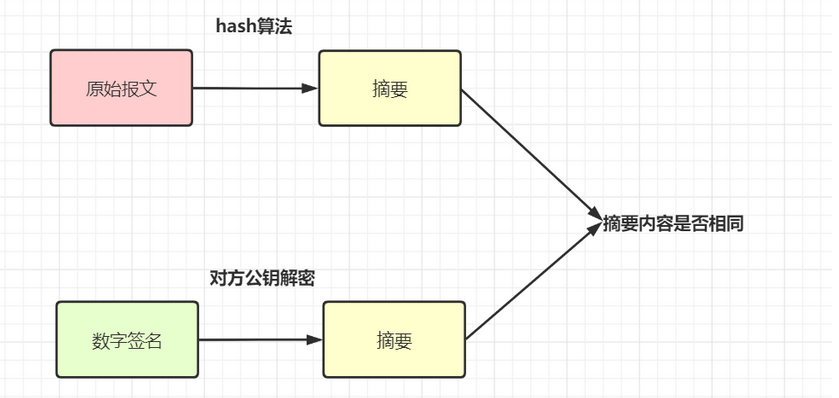 hash算法
原始报文
摘要
摘要内容是否相同
对方公钥解密
数字签名
摘要